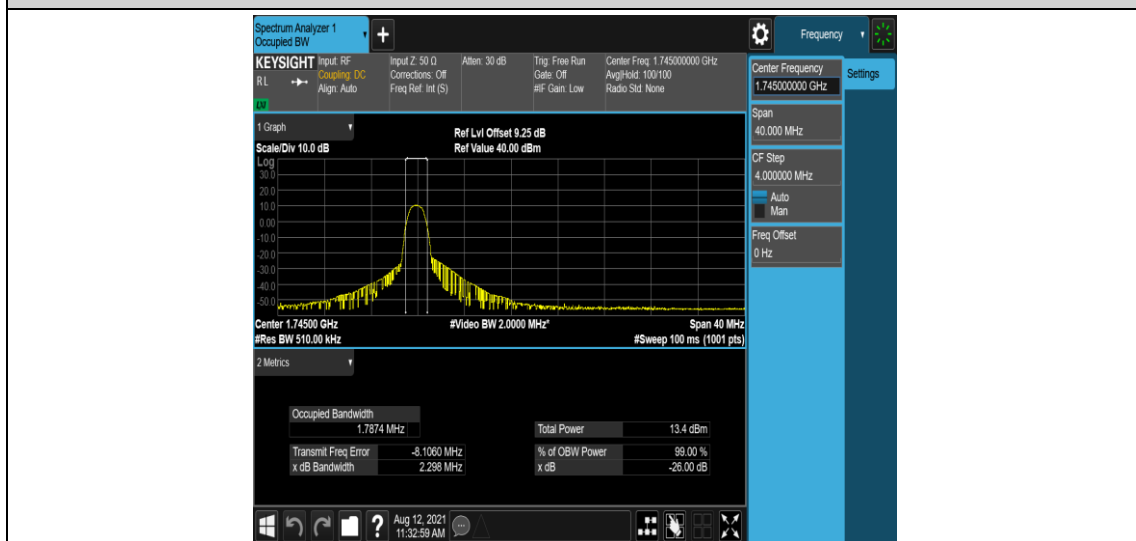 Spectrum Analyzer 1
Occupied BW
Frequency
KEYSIGHT Input: RF Input Z: 50 Ω Atten: 30 dB Trig: Free Run Center Freq: 1.745000000 GHz
RL Coupling: DC Corrections: Off Gate: Off Avg|Hold: 100/100
Align: Auto Freq Ref: Int (S) #IF Gain: Low Radio Std: None
LXI
Center Frequency
1.745000000 GHz
Settings
Span
40.000 MHz
CF Step
4.000000 MHz
Auto
Man
Freq Offset
0 Hz
1 Graph
Ref Lvl Offset 9.25 dB
Scale/Div 10.0 dB Ref Value 40.00 dBm
Log
30.0
20.0
10.0
0.00
-10.0
-20.0
-30.0
-40.0
-50.0
Center 1.74500 GHz #Video BW 2.0000 MHz* Span 40 MHz
#Res BW 510.00 kHz #Sweep 100 ms (1001 pts)
2 Metrics
Occupied Bandwidth
1.7874 MHz Total Power 13.4 dBm
Transmit Freq Error -8.1060 MHz % of OBW Power 99.00 %
x dB Bandwidth 2.298 MHz x dB -26.00 dB
? Aug 12, 2021
11:32:59 AM